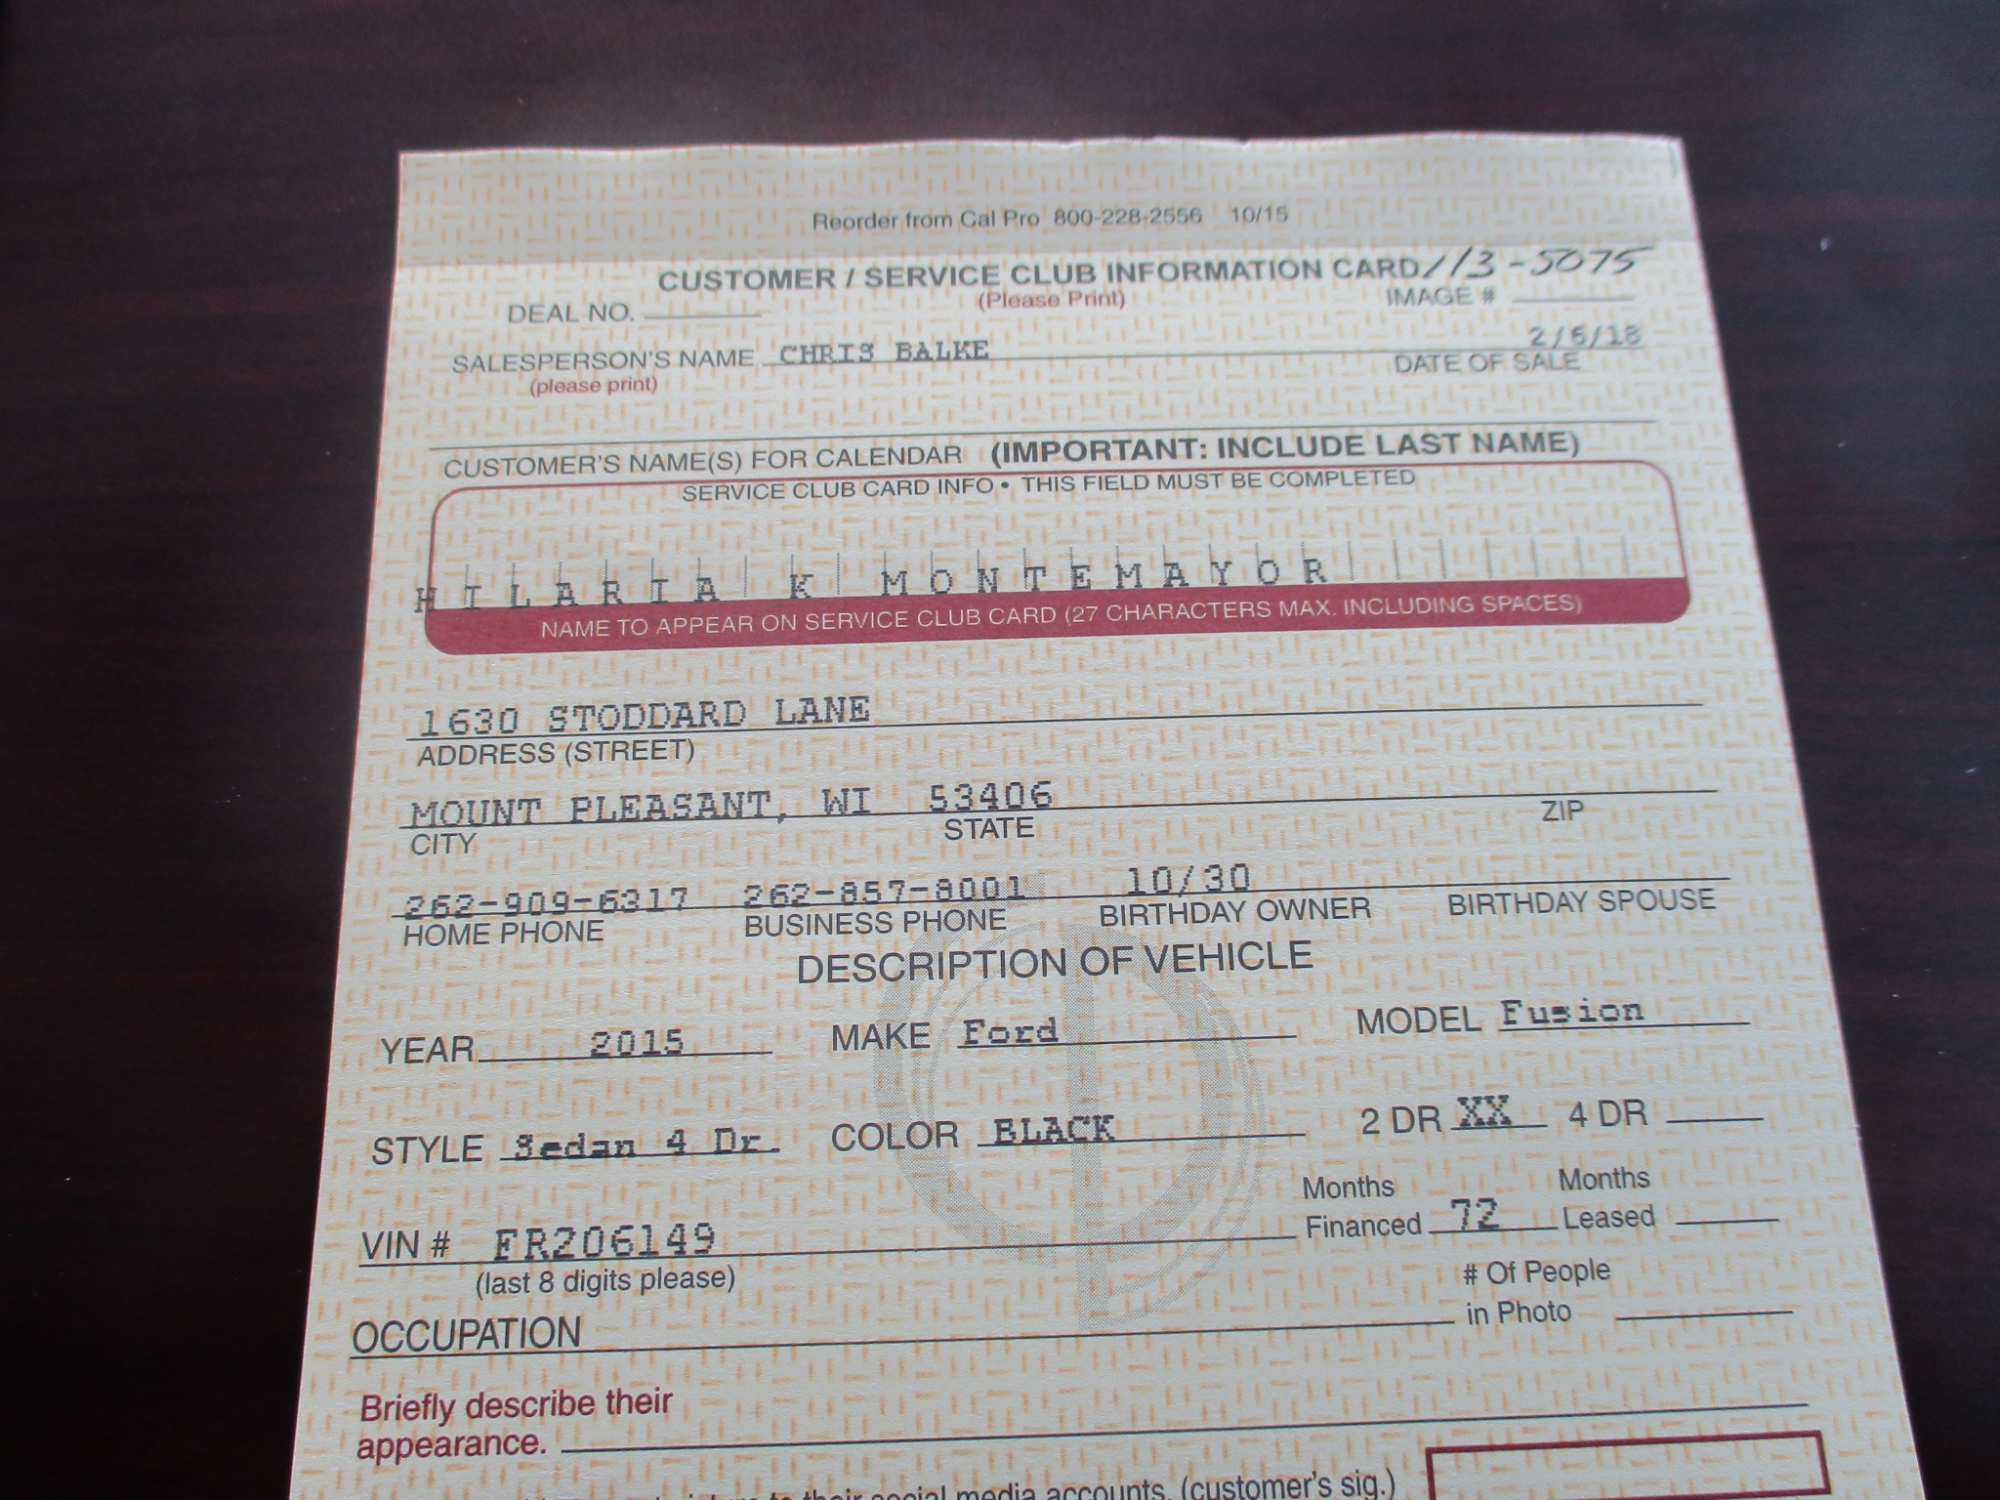 Reorder from Cal Pro 800-228-2556 10/15
CUSTOMER / SERVICE CLUB INFORMATION CARD 113-5075
(Please Print)
DEAL NO. IMAGE #
SALESPERSON'S NAME CHRIS BALKE 2/6/18
(please print) DATE OF SALE
CUSTOMER'S NAME(S) FOR CALENDAR (IMPORTANT: INCLUDE LAST NAME)
SERVICE CLUB CARD INFO • THIS FIELD MUST BE COMPLETED
HILARIA K MONTEMAYOR
NAME TO APPEAR ON SERVICE CLUB CARD (27 CHARACTERS MAX. INCLUDING SPACES)
1630 STODDARD LANE
ADDRESS (STREET)
MOUNT PLEASANT, WI 53406
CITY STATE ZIP
262-909-6317 262-857-8001 10/30
HOME PHONE BUSINESS PHONE BIRTHDAY OWNER BIRTHDAY SPOUSE
DESCRIPTION OF VEHICLE
YEAR 2015 MAKE Ford MODEL Fusion
STYLE Sedan 4 Dr. COLOR BLACK 2 DR XX 4 DR
Months Months
VIN # FR206149 Financed 72 Leased
(last 8 digits please) # Of People
OCCUPATION in Photo
Briefly describe their
appearance.
to their social media accounts. (customer's sig.)